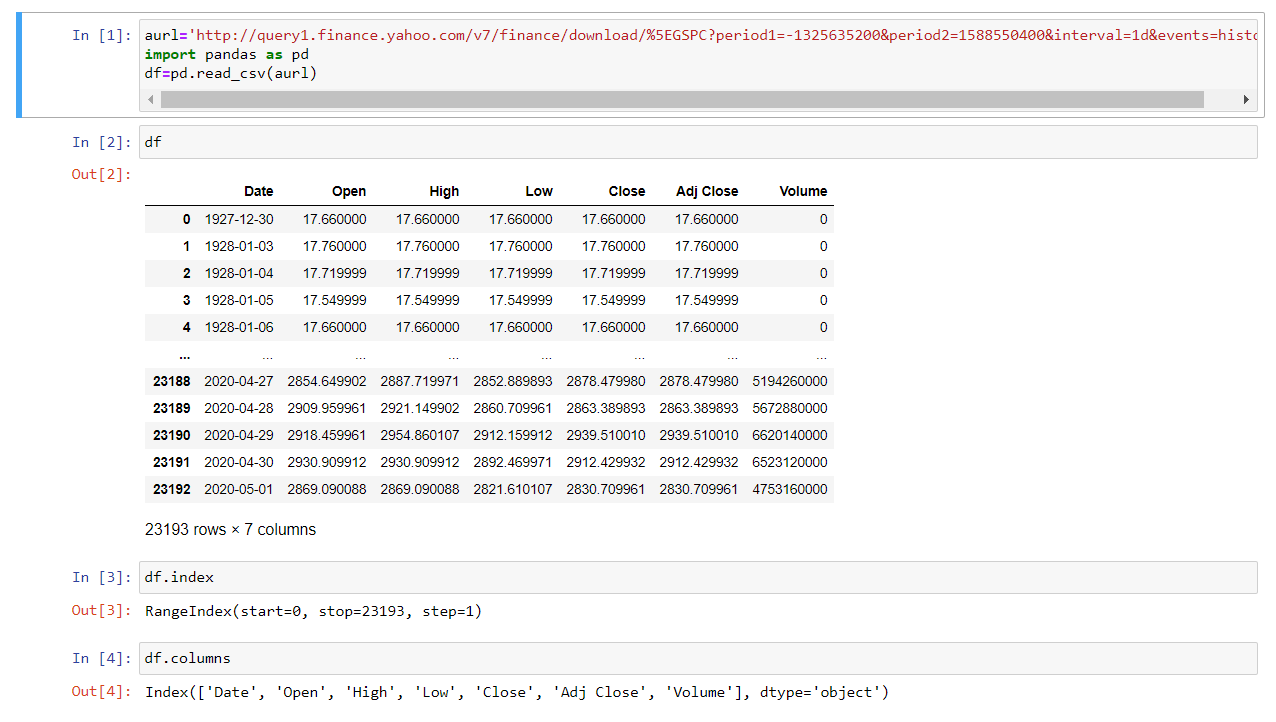 In [1]: aurl='http://query1.finance.yahoo.com/v7/finance/download/%5EGSPC?period1=-1325635200&period2=1588550400&interval=1d&events=histo
import pandas as pd
df=pd.read_csv(aurl)
In [2]: df
Out[2]:
Date Open High Low Close Adj Close Volume
0 1927-12-30 17.660000 17.660000 17.660000 17.660000 17.660000 0
1 1928-01-03 17.760000 17.760000 17.760000 17.760000 17.760000 0
2 1928-01-04 17.719999 17.719999 17.719999 17.719999 17.719999 0
3 1928-01-05 17.549999 17.549999 17.549999 17.549999 17.549999 0
4 1928-01-06 17.660000 17.660000 17.660000 17.660000 17.660000 0
... ... ... ... ... ... ... ...
23188 2020-04-27 2854.649902 2887.719971 2852.889893 2878.479980 2878.479980 5194260000
23189 2020-04-28 2909.959961 2921.149902 2860.709961 2863.389893 2863.389893 5672880000
23190 2020-04-29 2918.459961 2954.860107 2912.159912 2939.510010 2939.510010 6620140000
23191 2020-04-30 2930.909912 2930.909912 2892.469971 2912.429932 2912.429932 6523120000
23192 2020-05-01 2869.090088 2869.090088 2821.610107 2830.709961 2830.709961 4753160000
23193 rows × 7 columns
In [3]: df.index
Out[3]: RangeIndex(start=0, stop=23193, step=1)
In [4]: df.columns
Out[4]: Index(['Date', 'Open', 'High', 'Low', 'Close', 'Adj Close', 'Volume'], dtype='object')